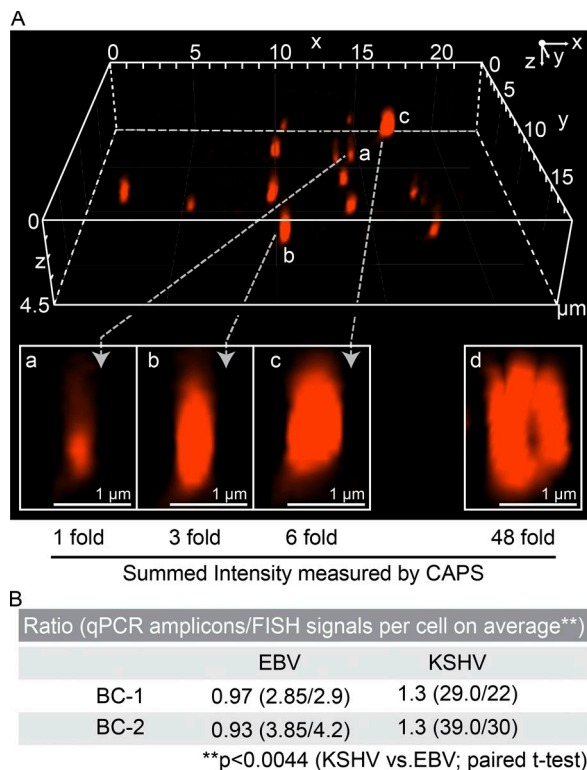 A
x
0 5 10 15 20
x
z y
0
5
10
15
y
c
a
b
0
z
4.5
µm
a b c d
1 µm 1 µm 1 µm 1 µm
1 fold 3 fold 6 fold 48 fold
Summed Intensity measured by CAPS
B
Ratio (qPCR amplicons/FISH signals per cell on average**)
EBV KSHV
BC-1 0.97 (2.85/2.9) 1.3 (29.0/22)
BC-2 0.93 (3.85/4.2) 1.3 (39.0/30)
**p<0.0044 (KSHV vs.EBV; paired t-test)